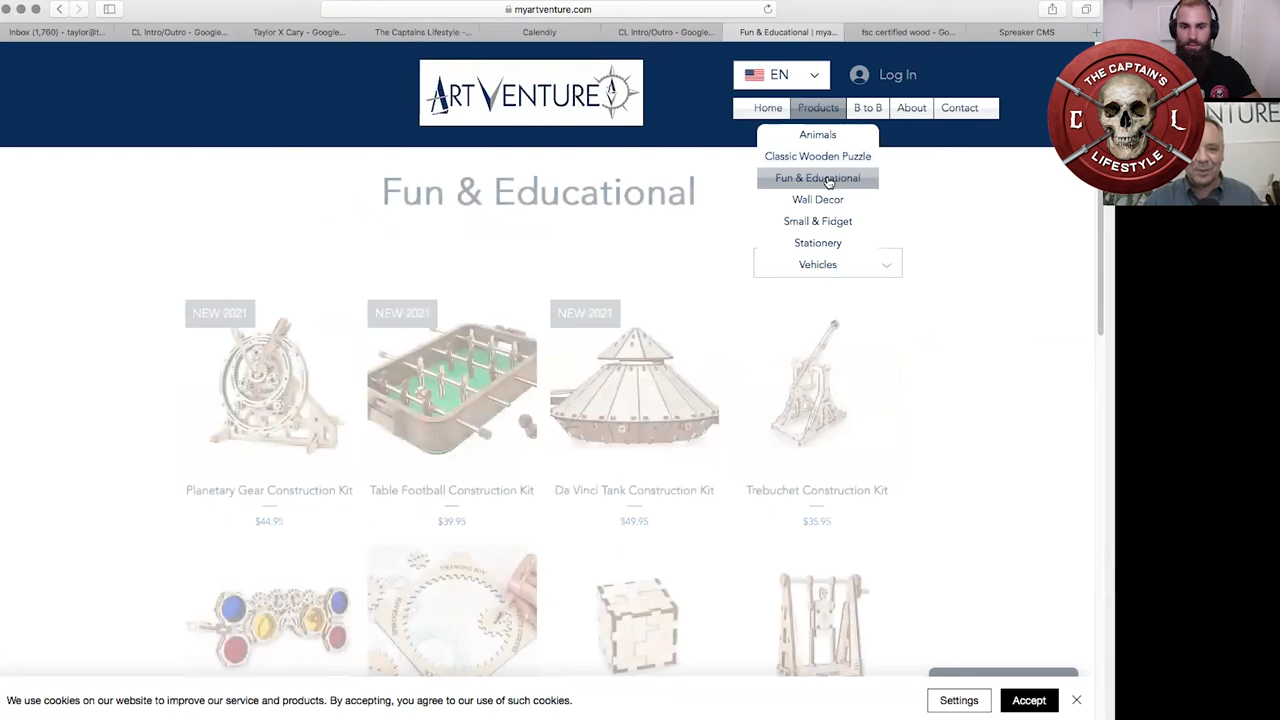 myartventure.com
Inbox (1,760) — taylor@t...
CL Intro/Outro - Google...
Taylor X Cary - Google...
The Captains Lifestyle -...
Calendly
CL Intro/Outro - Google...
Fun & Educational | mya...
fsc certified wood - Go...
Spreaker CMS
ART VENTURE
EN
Log In
Home
Products
B to B
About
Contact
THE CAPTAIN'S
C L
LIFESTYLE
Animals
Classic Wooden Puzzle
Fun & Educational
Wall Decor
Small & Fidget
Stationery
Vehicles
Fun & Educational
NEW 2021
NEW 2021
NEW 2021
Planetary Gear Construction Kit
$44.95
Table Football Construction Kit
$39.95
Da Vinci Tank Construction Kit
$49.95
Trebuchet Construction Kit
$35.95
We use cookies on our website to improve our service and products. By accepting, you agree to our use of such cookies.
Settings
Accept